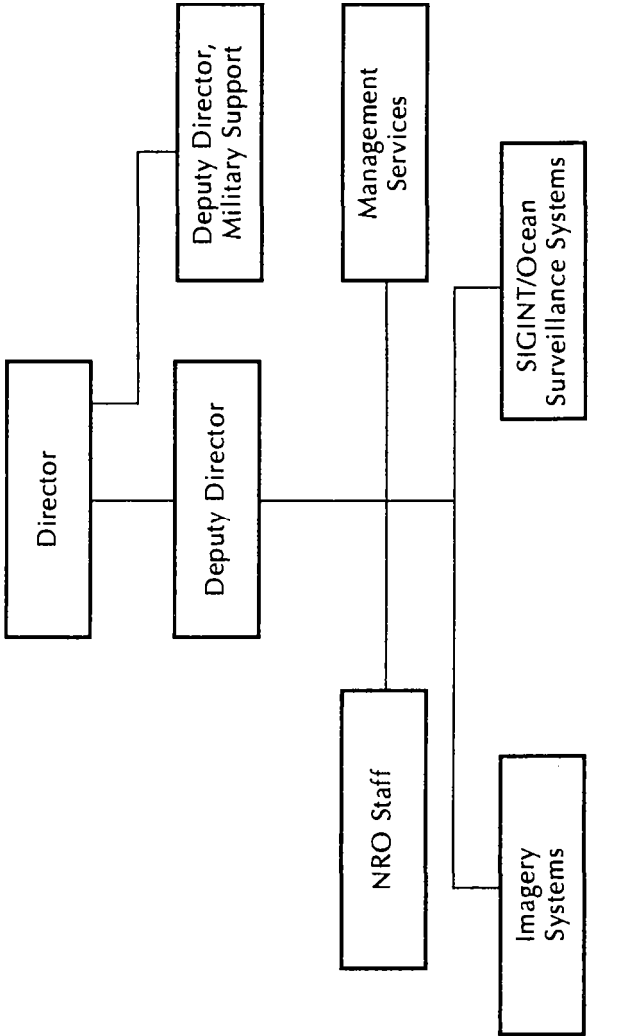 Director
Deputy Director
Deputy Director,
Military Support
NRO Staff
Management
Services
Imagery
Systems
SIGINT/Ocean
Surveillance Systems